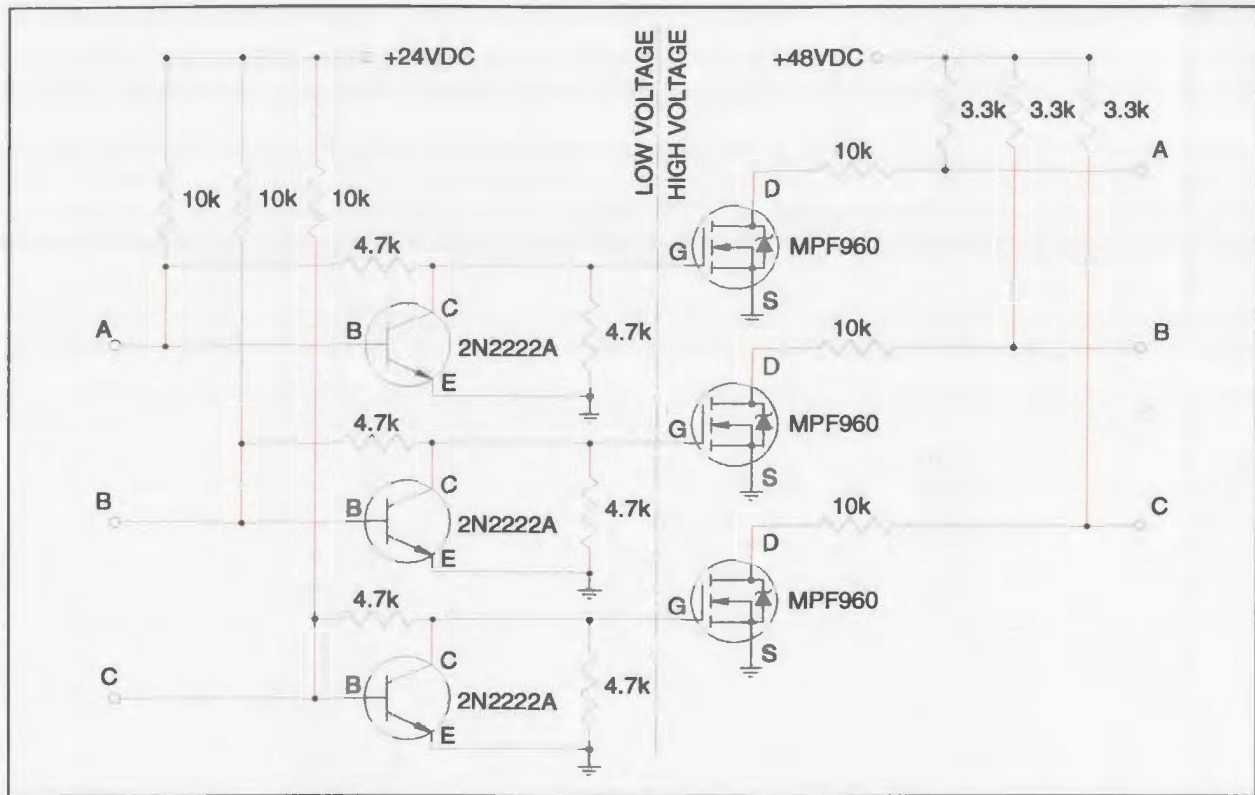 +24VDC
LOW VOLTAGE
HIGH VOLTAGE
+48VDC
3.3k 3.3k 3.3k
10k
A
D
10k 10k 10k
4.7k
G
MPF960
C
S
A
B
2N2222A
4.7k
10k
B
E
D
4.7k
G
MPF960
C
S
B
B
2N2222A
4.7k
10k
C
E
D
4.7k
G
MPF960
C
S
C
B
2N2222A
4.7k
E